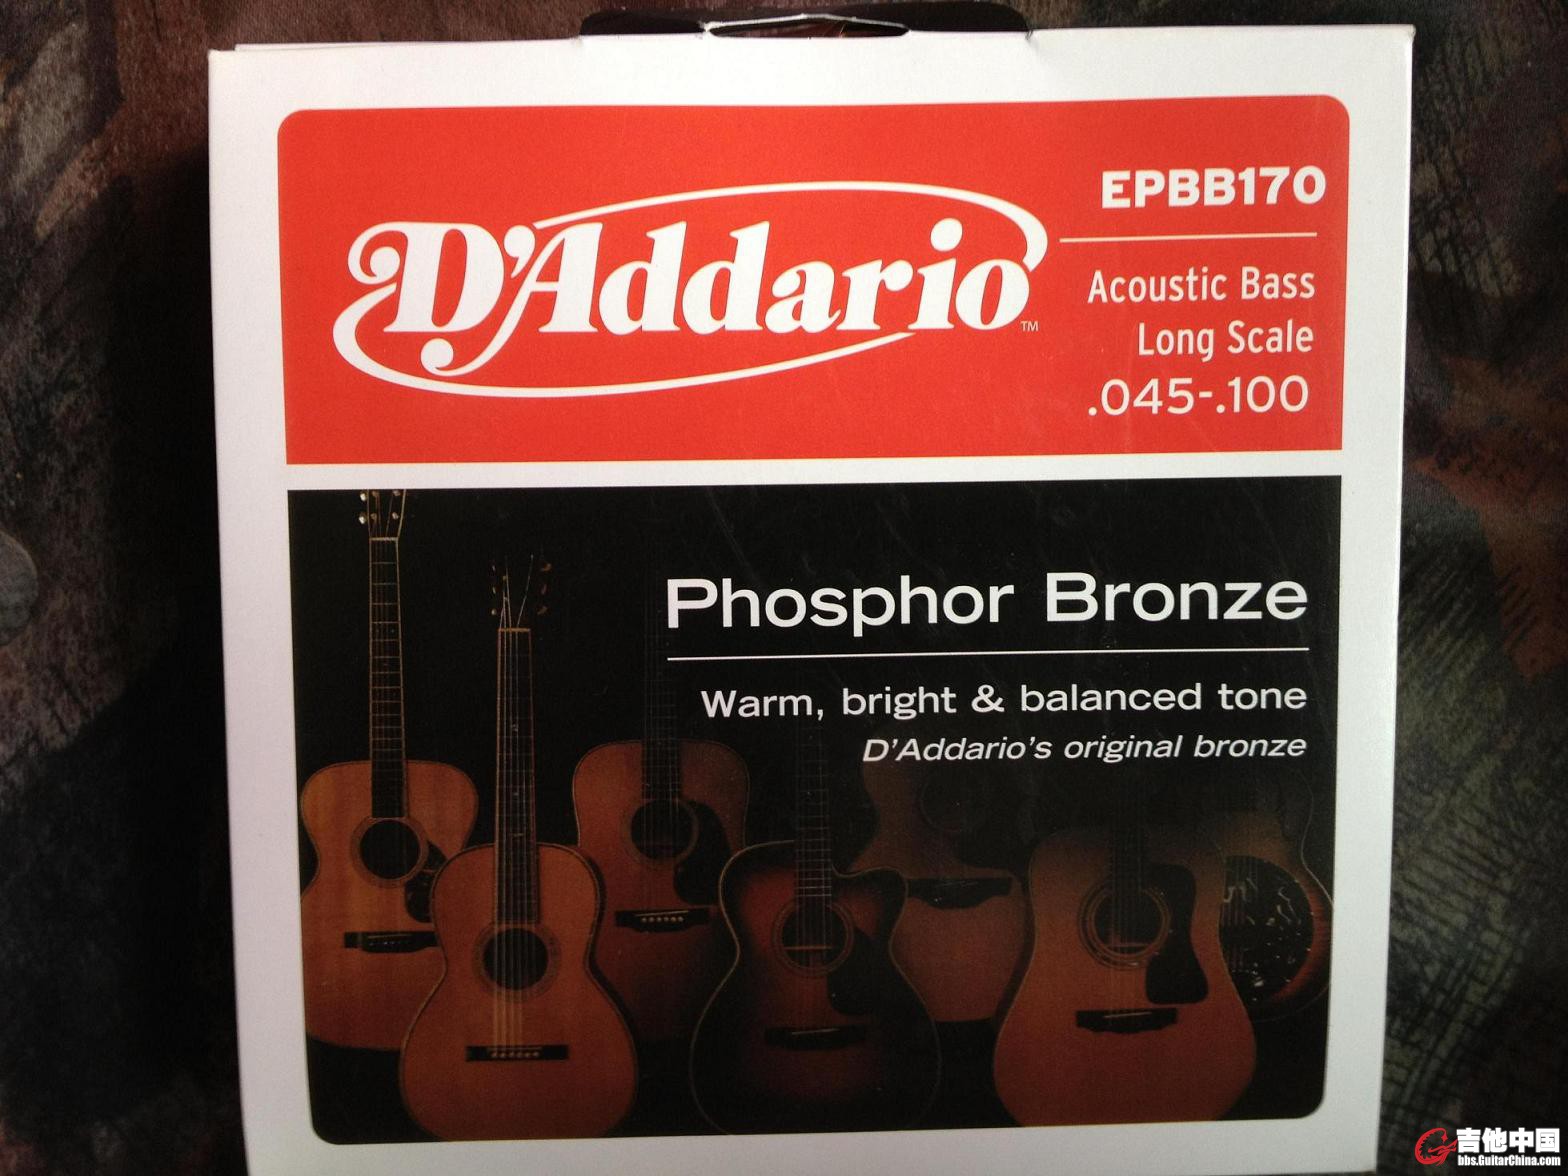 D'Addario™
EPBB170
Acoustic Bass
Long Scale
.045-.100
Phosphor Bronze
Warm, bright & balanced tone
D'Addario's original bronze
吉他中国
bbs.GuitarChina.com